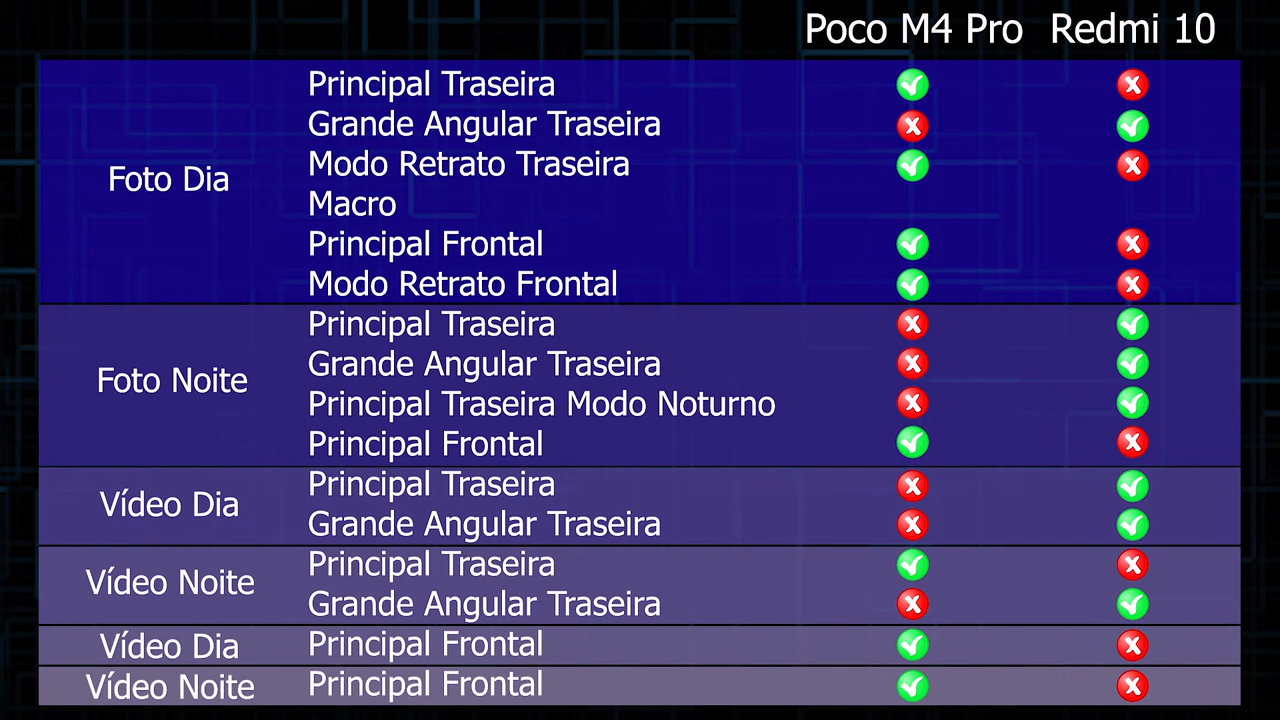 Poco M4 Pro Redmi 10
Foto Dia
Principal Traseira
Grande Angular Traseira
Modo Retrato Traseira
Macro
Principal Frontal
Modo Retrato Frontal
Foto Noite
Principal Traseira
Grande Angular Traseira
Principal Traseira Modo Noturno
Principal Frontal
Vídeo Dia
Principal Traseira
Grande Angular Traseira
Vídeo Noite
Principal Traseira
Grande Angular Traseira
Vídeo Dia Principal Frontal
Vídeo Noite Principal Frontal